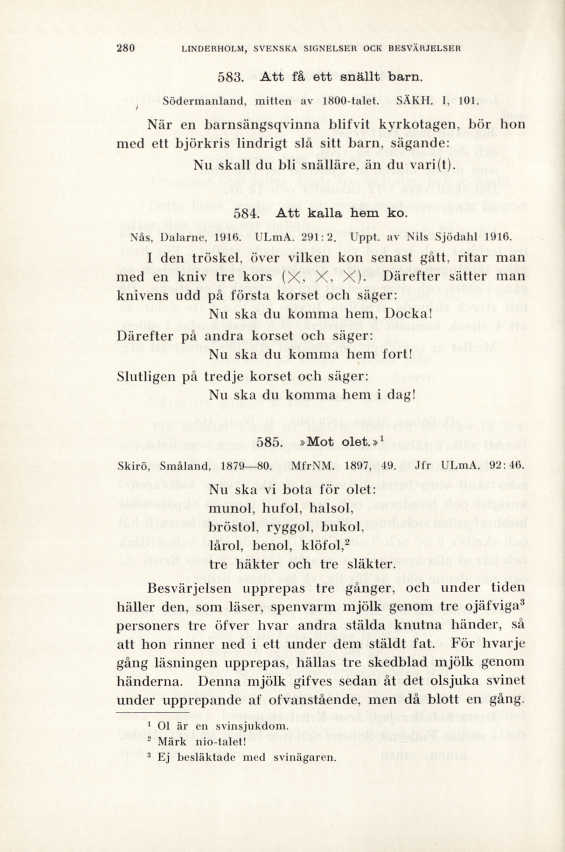 280 LINDERHOLM, SVENSKA SIGNELSER OCK BESVÄRJELSER
583. Att få ett snällt barn.
Södermanland, mitten av 1800-talet. SÄKH. I, 101.
När en barnsängsqvinna blifvit kyrkotagen, bör hon
med ett björkris lindrigt slå sitt barn, sägande:
Nu skall du bli snällare, än du vari(t).
584. Att kalla hem ko.
Nås, Dalarne, 1916. ULmA. 291: 2. Uppt. av Nils Sjödahl 1916.
I den tröskel, över vilken kon senast gått, ritar man
med en kniv tre kors (X, X, X). Därefter sätter man
knivens udd på första korset och säger:
Nu ska du komma hem, Docka!
Därefter på andra korset och säger:
Nu ska du komma hem fort!
Slutligen på tredje korset och säger:
Nu ska du komma hem i dag!
585. »Mot olet.»¹
Skirö, Småland, 1879—80. MfrNM. 1897, 49. Jfr ULmA. 92: 46.
Nu ska vi bota för olet:
munol, hufol, halsol,
bröstol, ryggol, bukol,
lårol, benol, klöfol,²
tre häkter och tre släkter.
Besvärjelsen upprepas tre gånger, och under tiden
häller den, som läser, spenvarm mjölk genom tre ojäfviga³
personers tre öfver hvar andra stälda knutna händer, så
att hon rinner ned i ett under dem stäldt fat. För hvarje
gång läsningen upprepas, hällas tre skedblad mjölk genom
händerna. Denna mjölk gifves sedan åt det olsjuka svinet
under upprepande af ofvanstående, men då blott en gång.
¹ Ol är en svinsjukdom.
² Märk nio-talet!
³ Ej besläktade med svinägaren.